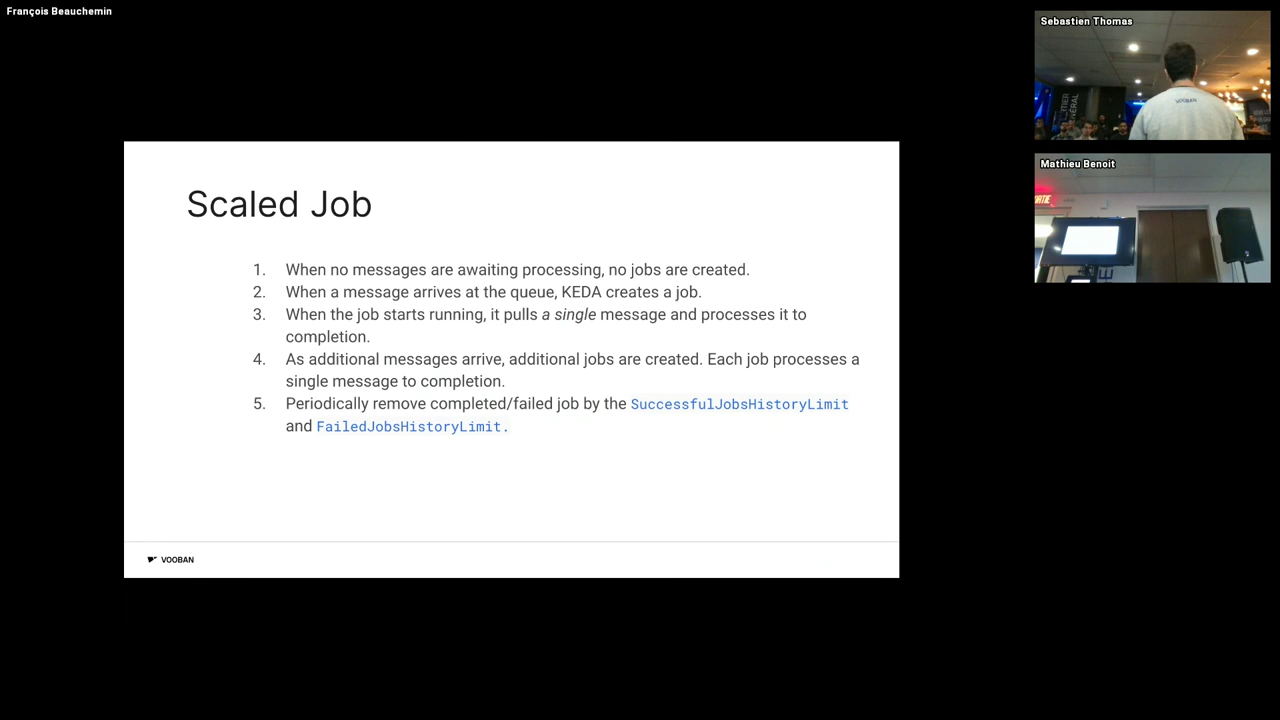 François Beauchemin
Sebastien Thomas
VOOBAN
Mathieu Benoit
Scaled Job
1. When no messages are awaiting processing, no jobs are created.
2. When a message arrives at the queue, KEDA creates a job.
3. When the job starts running, it pulls a single message and processes it to
completion.
4. As additional messages arrive, additional jobs are created. Each job processes a
single message to completion.
5. Periodically remove completed/failed job by the SuccessfulJobsHistoryLimit
and FailedJobsHistoryLimit.
VOOBAN